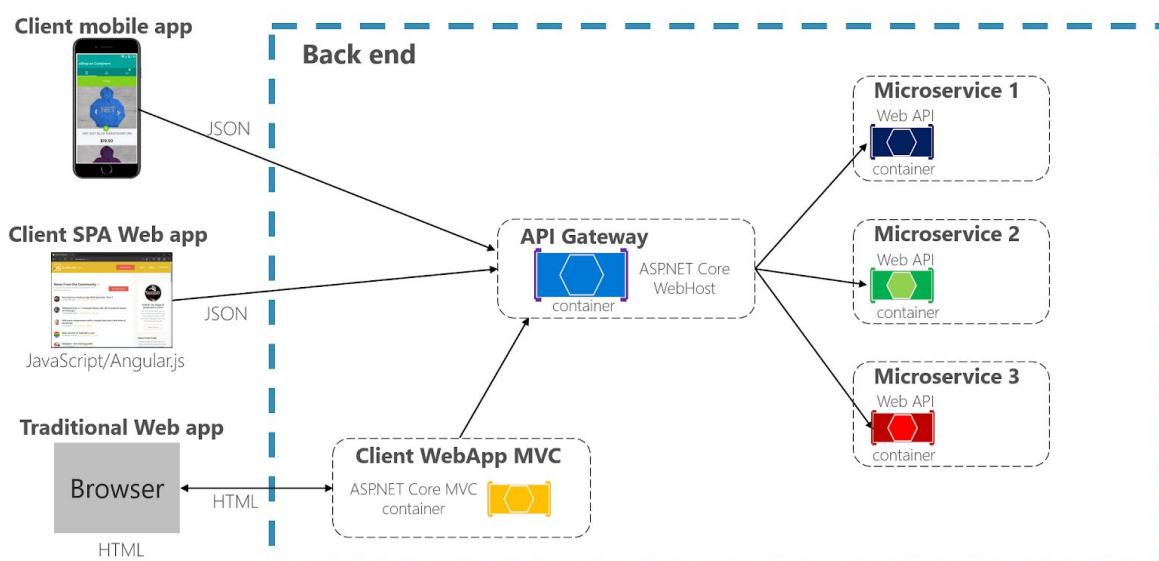 Client mobile app
Back end
JSON
$19.50
Client SPA Web app
JSON
JavaScript/Angular.js
Traditional Web app
Browser
HTML
HTML
Client WebApp MVC
ASP.NET Core MVC
container
API Gateway
ASP.NET Core
WebHost
container
Microservice 1
Web API
container
Microservice 2
Web API
container
Microservice 3
Web API
container